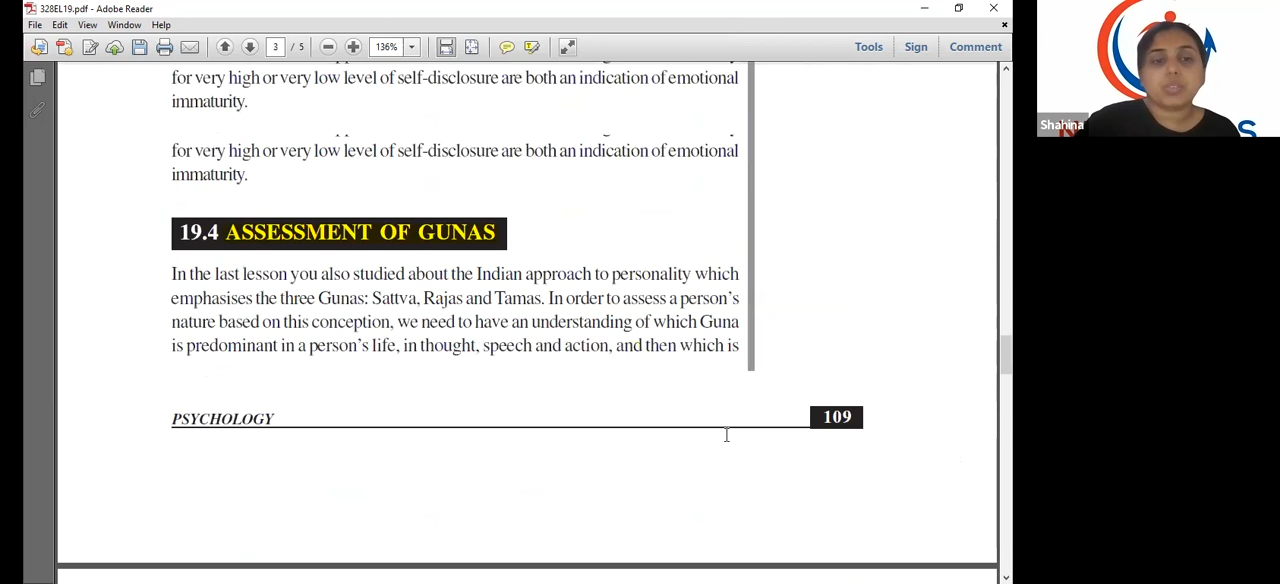 328EL19.pdf - Adobe Reader
File Edit View Window Help
3 / 5 136% Tools Sign Comment
for very high or very low level of self-disclosure are both an indication of emotional
immaturity.
for very high or very low level of self-disclosure are both an indication of emotional
immaturity.
19.4 ASSESSMENT OF GUNAS
In the last lesson you also studied about the Indian approach to personality which
emphasises the three Gunas: Sattva, Rajas and Tamas. In order to assess a person's
nature based on this conception, we need to have an understanding of which Guna
is predominant in a person's life, in thought, speech and action, and then which is
PSYCHOLOGY 109
Shahina